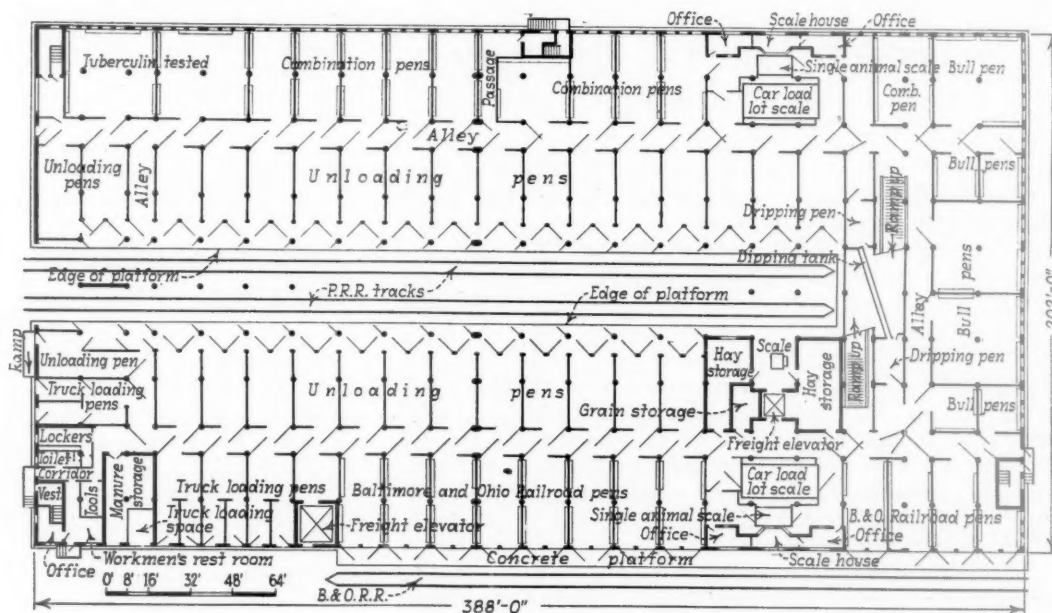 Office
Scale house
Office
Tuberculin tested
Combination pens
Passage
Combination pens
Single animal scale
Car load lot scale
Comb. pen
Bull pen
Alley
Unloading pens
Alley
Unloading pens
Bull pens
Ramp up
Dripping pen
Dipping tank
Edge of platform
P.R.R. tracks
Edge of platform
Alley
Bull pens
202'-0"
Ramp
Unloading pen
Truck loading pens
Unloading pens
Hay storage
Scale
Hay storage
Ramp up
Dripping pen
Grain storage
Freight elevator
Bull pens
Lockers
Toilet
Corridor
Vest.
Tools
Manure storage
Truck loading pens
Truck loading space
Freight elevator
Baltimore and Ohio Railroad pens
Car load lot scale
Single animal scale
Office
B.&O. Railroad pens
Office
Workmen's rest room
Office
Concrete platform
Scale house
0' 8' 16' 32' 48' 64'
B.&O.R.R.
388'-0"